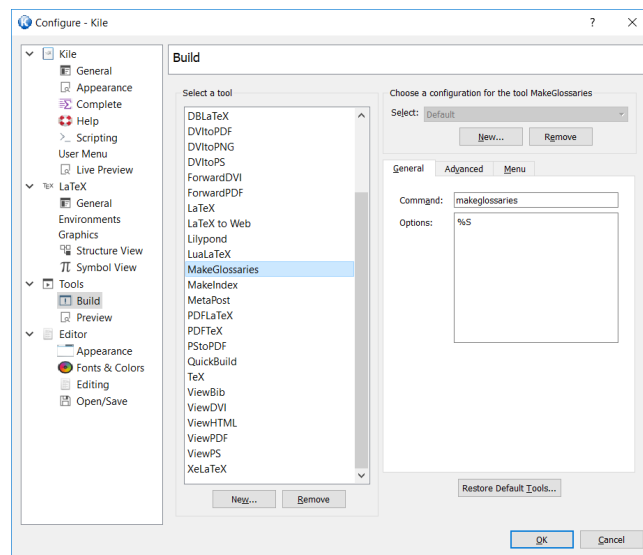 Configure - Kile
?
Kile
General
Appearance
Complete
Help
Scripting
User Menu
Live Preview
TEX LaTeX
General
Environments
Graphics
Structure View
Symbol View
Tools
Build
Preview
Editor
Appearance
Fonts & Colors
Editing
Open/Save
Build
Select a tool
DBLaTeX
DVItoPDF
DVItoPNG
DVItoPS
ForwardDVI
ForwardPDF
LaTeX
LaTeX to Web
Lilypond
LuaLaTeX
MakeGlossaries
MakeIndex
MetaPost
PDFLaTeX
PDFTeX
PStoPDF
QuickBuild
TeX
ViewBib
ViewDVI
ViewHTML
ViewPDF
ViewPS
XeLaTeX
New... Remove
Choose a configuration for the tool MakeGlossaries
Select: Default
New... Remove
General Advanced Menu
Command: makeglossaries
Options: %S
Restore Default Tools...
OK Cancel